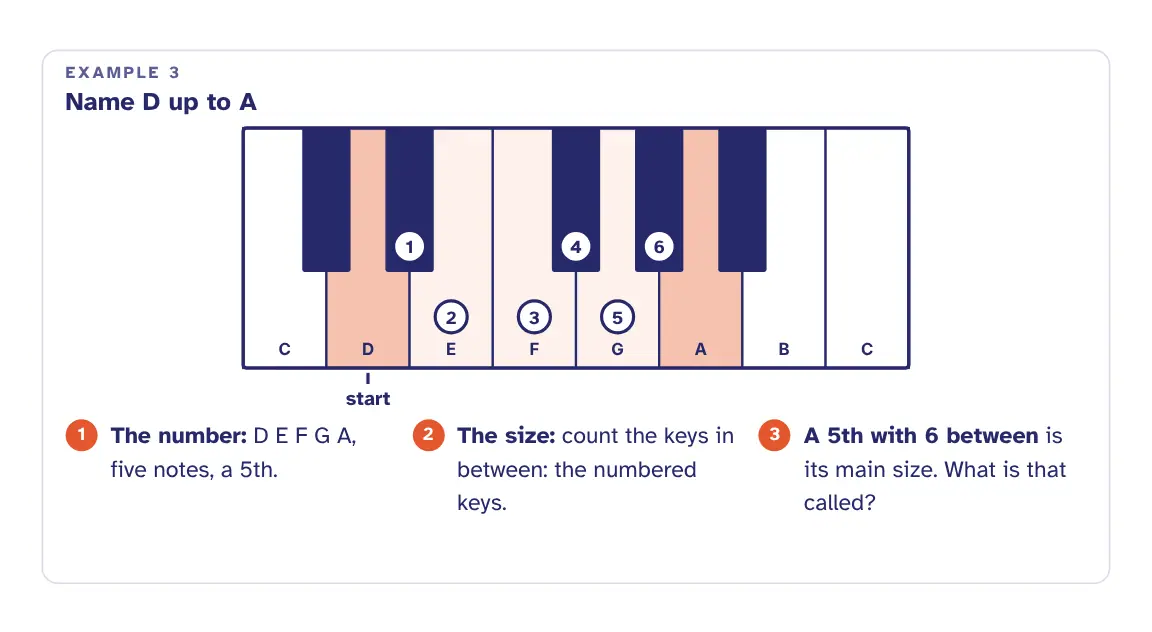 EXAMPLE 3
Name D up to A
1 4 6
2 3 5
C D E F G A B C
start
1 The number: D E F G A,
five notes, a 5th.
2 The size: count the keys in
between: the numbered
keys.
3 A 5th with 6 between is
its main size. What is that
called?